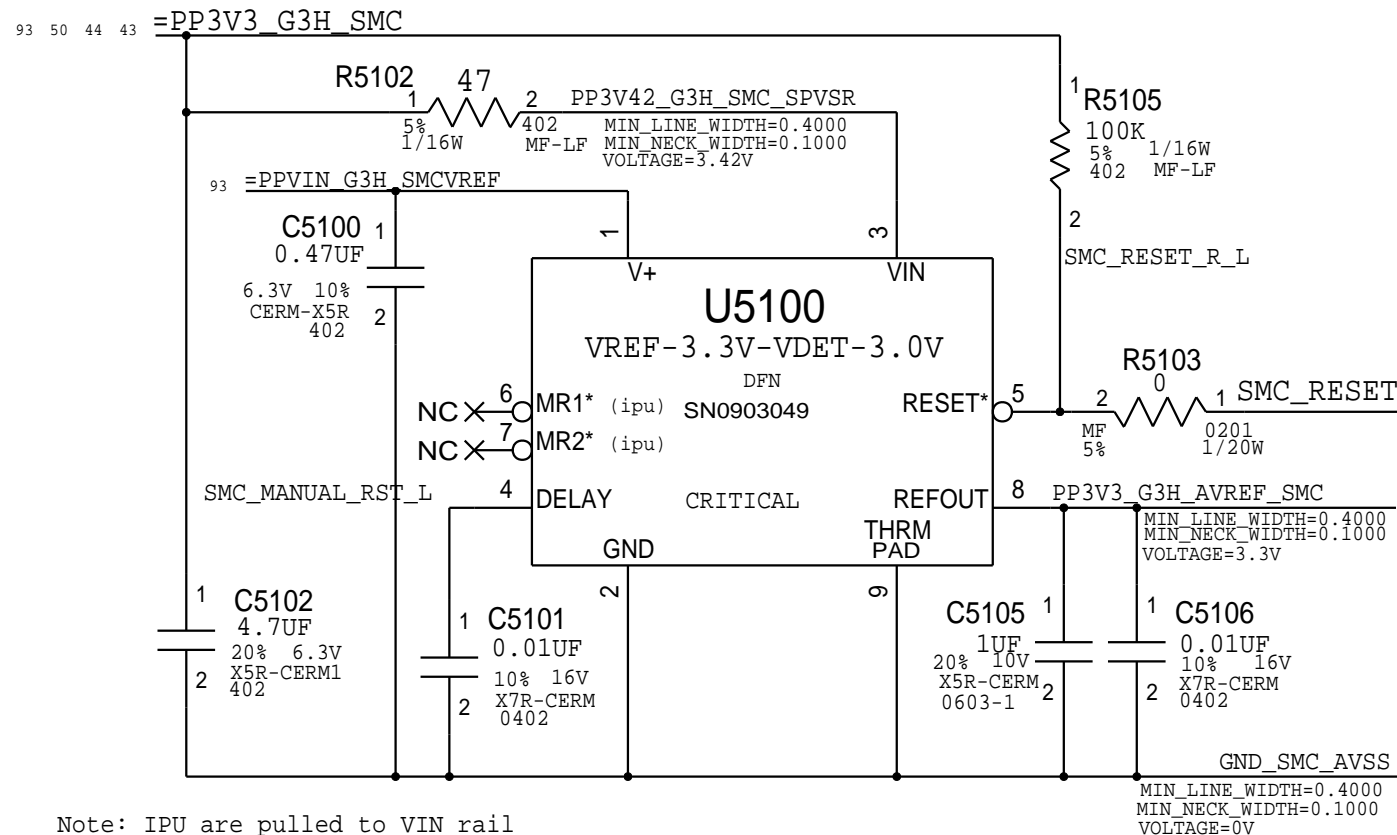 93 50 44 43 =PP3V3_G3H_SMC
R5102 47
1 2 PP3V42_G3H_SMC_SPVSR
5% 402 MIN_LINE_WIDTH=0.4000
1/16W MF-LF MIN_NECK_WIDTH=0.1000
VOLTAGE=3.42V
1 R5105
100K
5% 1/16W
402 MF-LF
2
SMC_RESET_R_L
93 =PPVIN_G3H_SMCVREF
C5100 1
0.47UF
6.3V 10%
CERM-X5R
402 2
1 3
V+ VIN
U5100
VREF-3.3V-VDET-3.0V
DFN
SN0903049
CRITICAL
NC 6 MR1* (ipu)
NC 7 MR2* (ipu)
RESET* 5
R5103
0
2 1 SMC_RESET
MF 0201
5% 1/20W
SMC_MANUAL_RST_L
4 DELAY
REFOUT 8 PP3V3_G3H_AVREF_SMC
MIN_LINE_WIDTH=0.4000
MIN_NECK_WIDTH=0.1000
VOLTAGE=3.3V
GND THRM
PAD
2 9
1 C5102
4.7UF
20% 6.3V
X5R-CERM1
2 402
1 C5101
0.01UF
10% 16V
X7R-CERM
2 0402
C5105 1
1UF
20% 10V
X5R-CERM
0603-1 2
1 C5106
0.01UF
10% 16V
X7R-CERM
2 0402
GND_SMC_AVSS
MIN_LINE_WIDTH=0.4000
MIN_NECK_WIDTH=0.1000
VOLTAGE=0V
Note: IPU are pulled to VIN rail